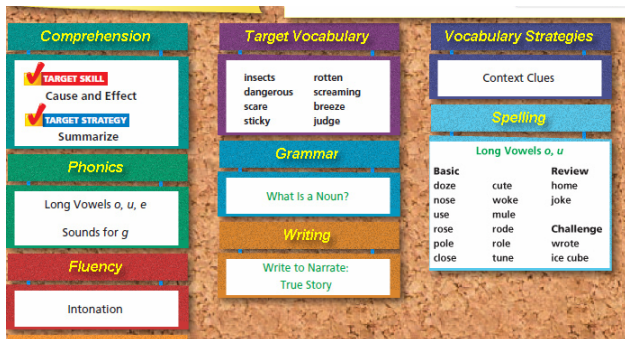 Comprehension
TARGET SKILL
Cause and Effect
TARGET STRATEGY
Summarize
Phonics
Long Vowels o, u, e
Sounds for g
Fluency
Intonation
Target Vocabulary
insects rotten
dangerous screaming
scare breeze
sticky judge
Grammar
What Is a Noun?
Writing
Write to Narrate:
True Story
Vocabulary Strategies
Context Clues
Spelling
Long Vowels o, u
Basic Review
doze cute home
nose woke joke
use mule
rose rode Challenge
pole role wrote
close tune ice cube